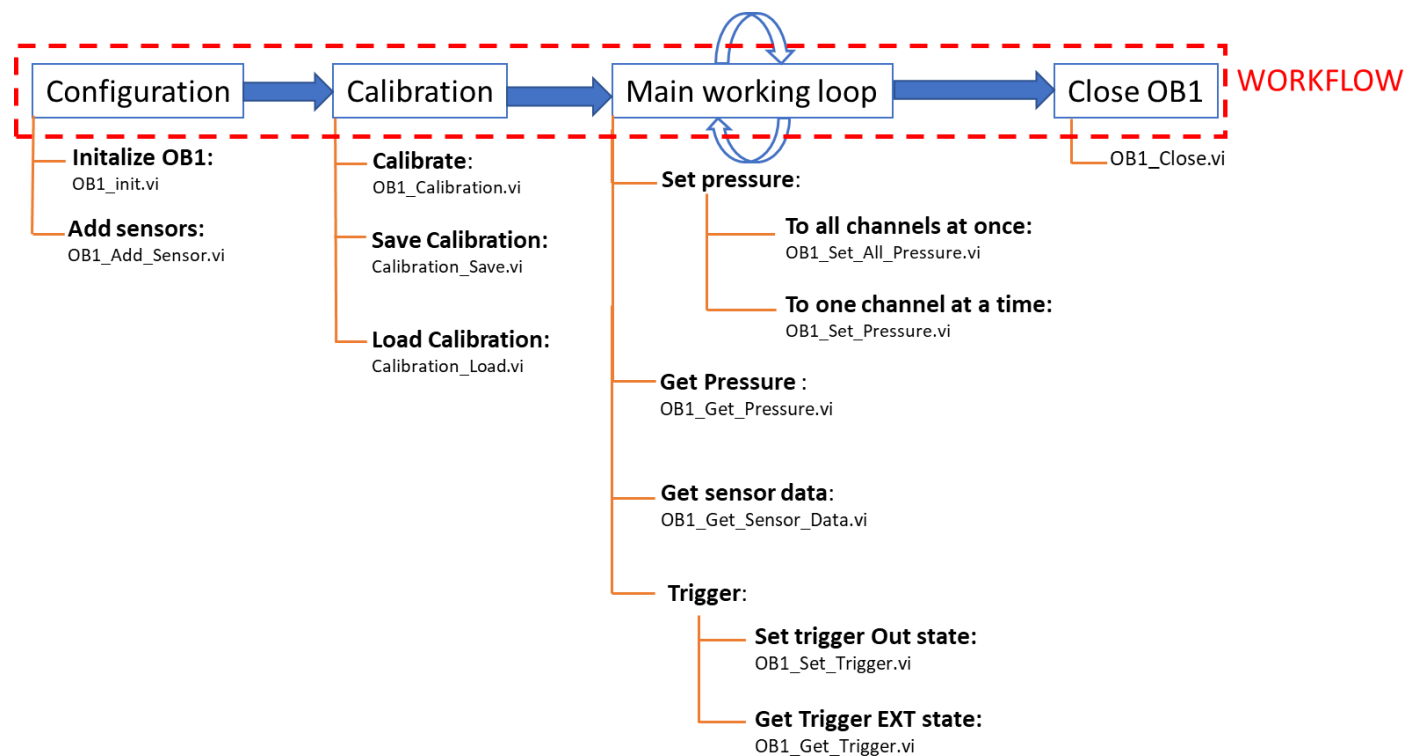 Configuration
Calibration
Main working loop
Close OB1
WORKFLOW
Initalize OB1:
OB1_init.vi
Add sensors:
OB1_Add_Sensor.vi
Calibrate:
OB1_Calibration.vi
Save Calibration:
Calibration_Save.vi
Load Calibration:
Calibration_Load.vi
Set pressure:
To all channels at once:
OB1_Set_All_Pressure.vi
To one channel at a time:
OB1_Set_Pressure.vi
Get Pressure :
OB1_Get_Pressure.vi
Get sensor data:
OB1_Get_Sensor_Data.vi
Trigger:
Set trigger Out state:
OB1_Set_Trigger.vi
Get Trigger EXT state:
OB1_Get_Trigger.vi
OB1_Close.vi